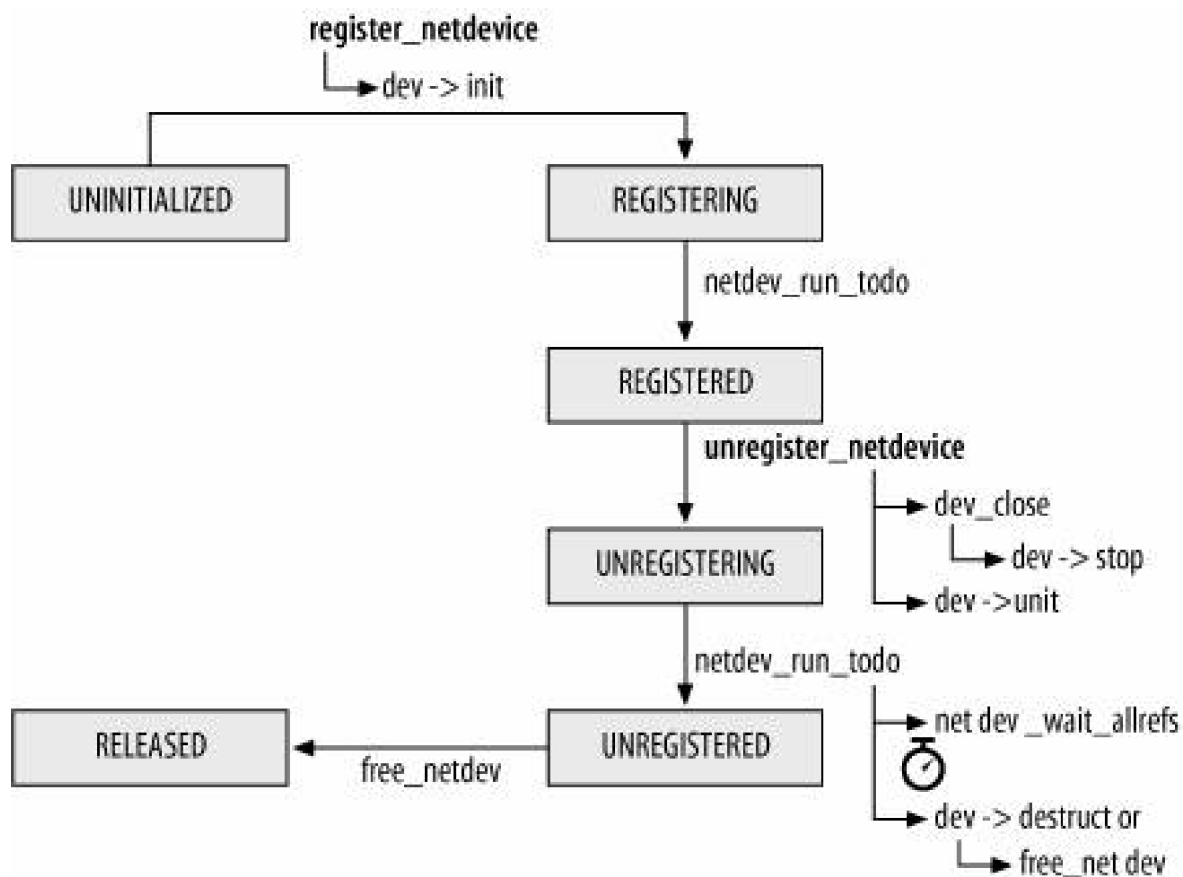 register_netdevice
dev -> init
UNINITIALIZED
REGISTERING
netdev_run_todo
REGISTERED
unregister_netdevice
dev_close
dev -> stop
UNREGISTERING
dev ->unit
netdev_run_todo
RELEASED
UNREGISTERED
net dev _wait_allrefs
free_netdev
dev -> destruct or
free_net dev